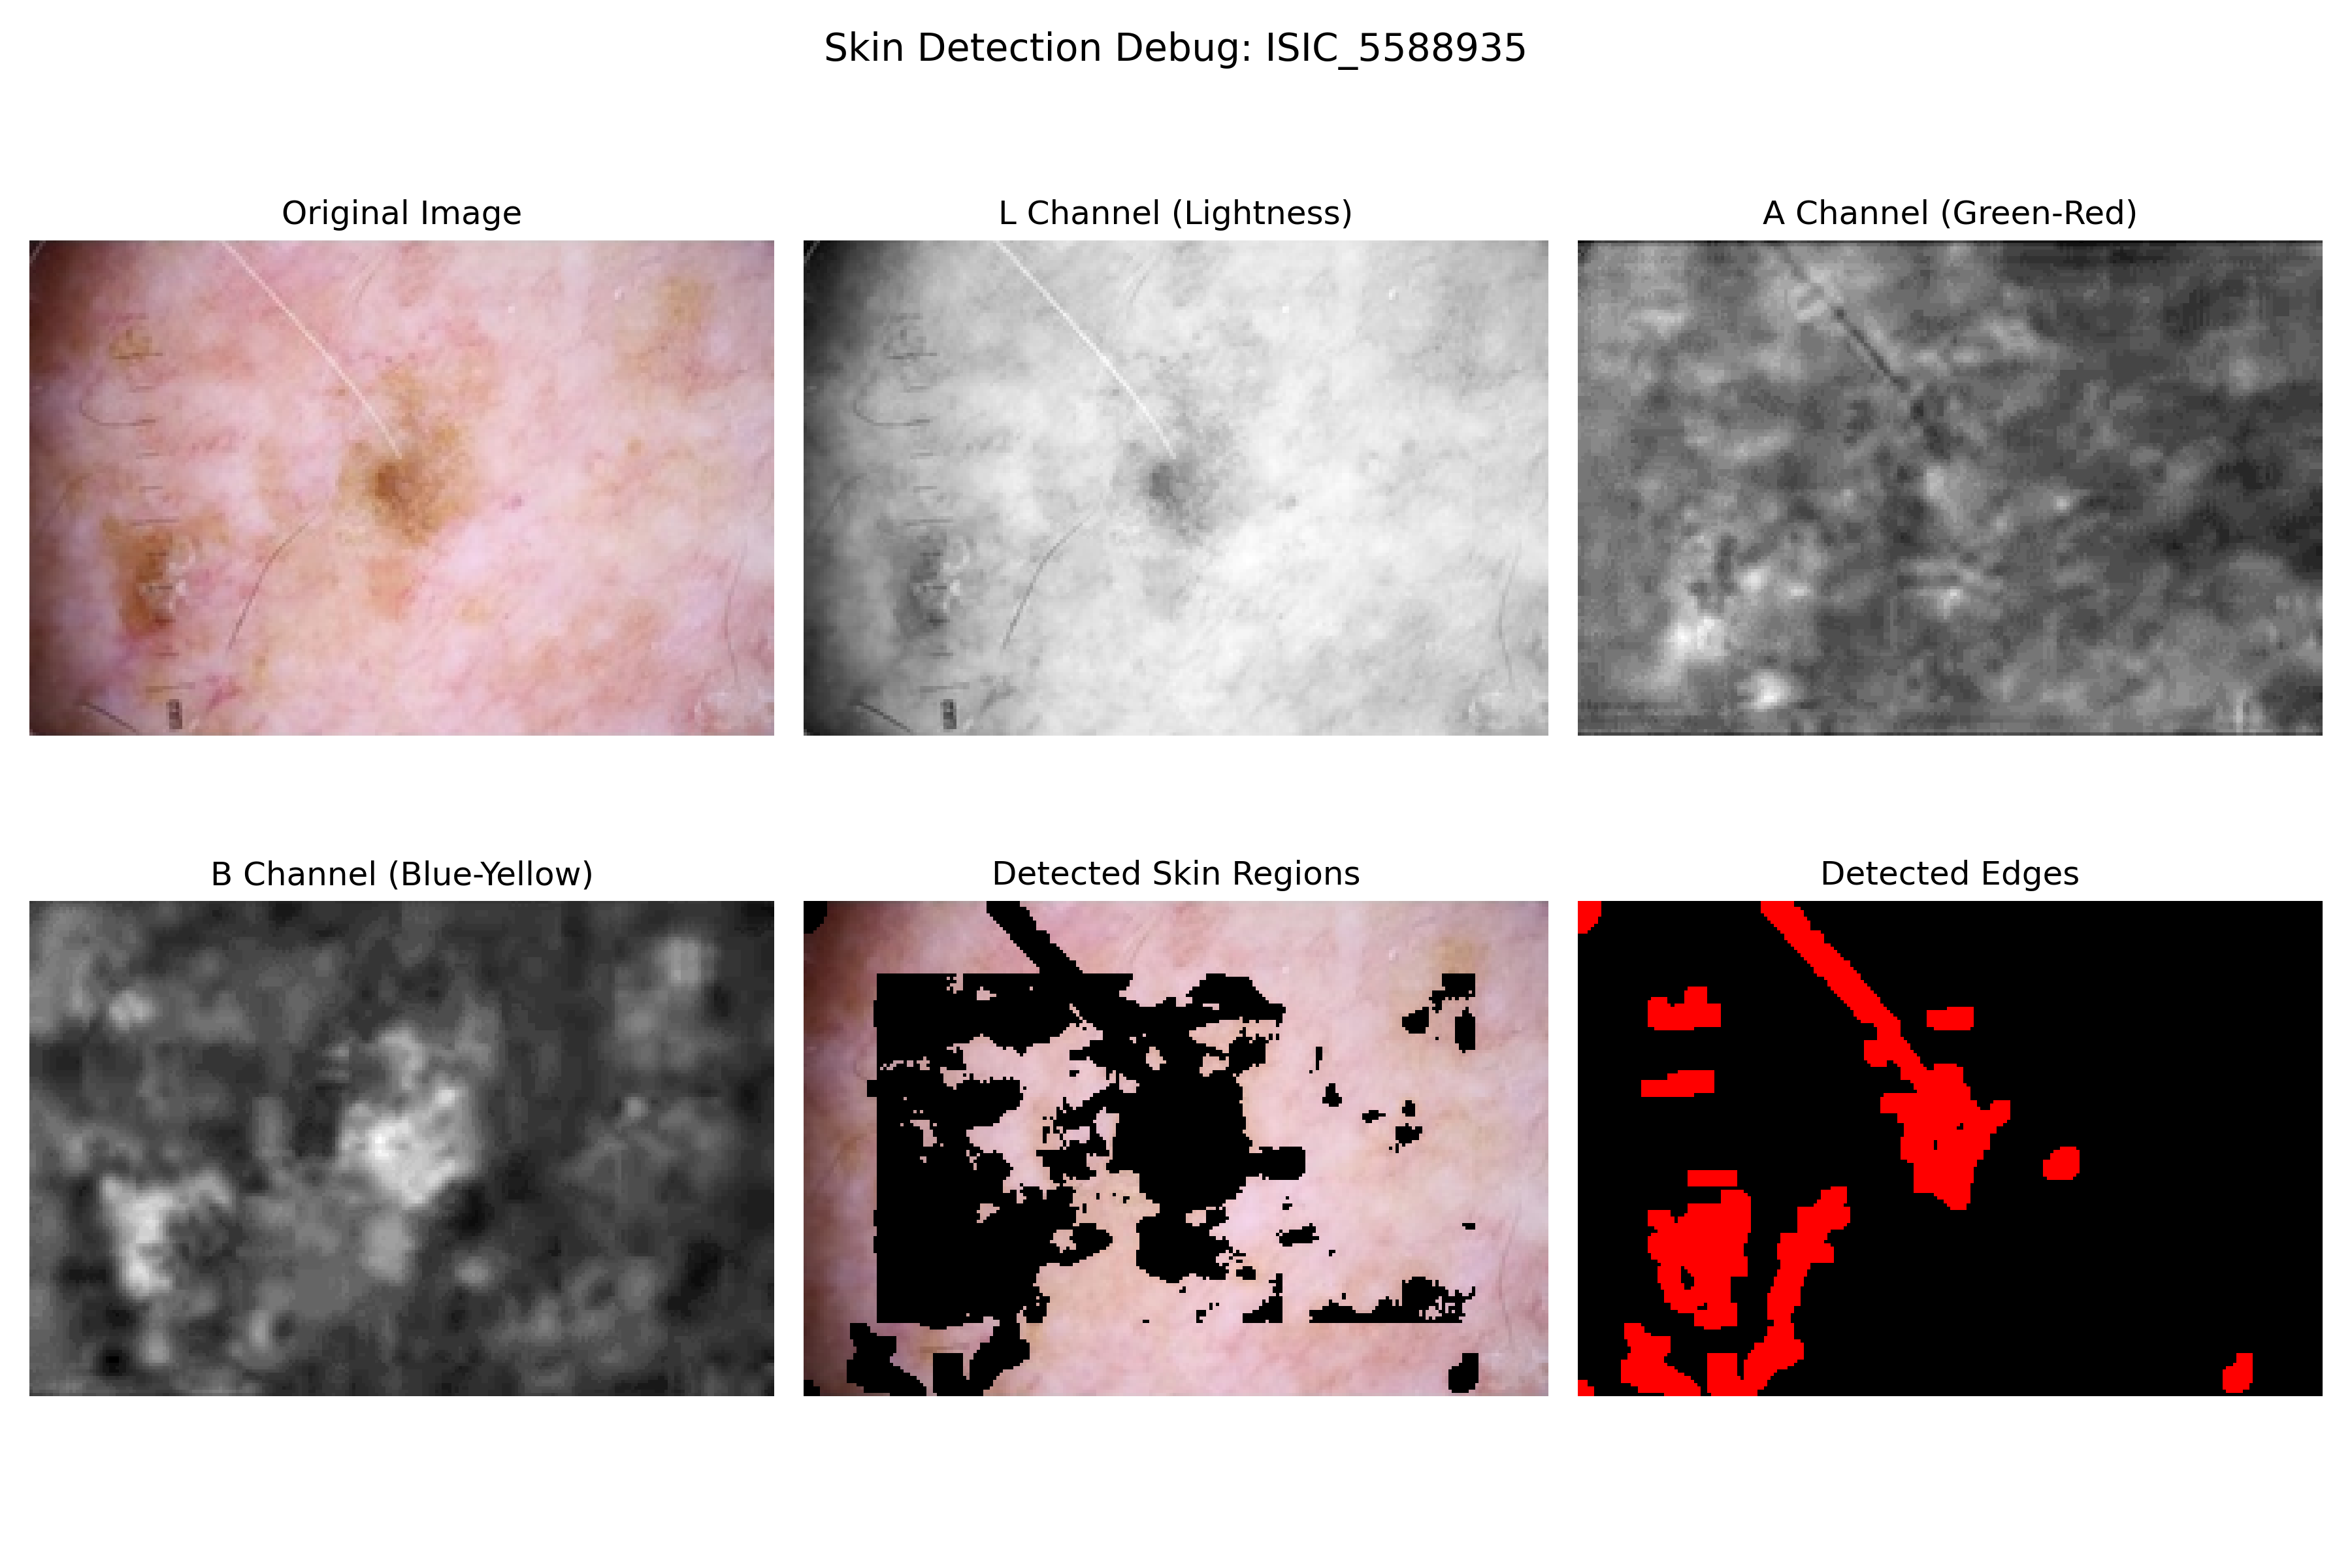 Skin Detection Debug: ISIC_5588935
Original Image
L Channel (Lightness)
A Channel (Green-Red)
B Channel (Blue-Yellow)
Detected Skin Regions
Detected Edges